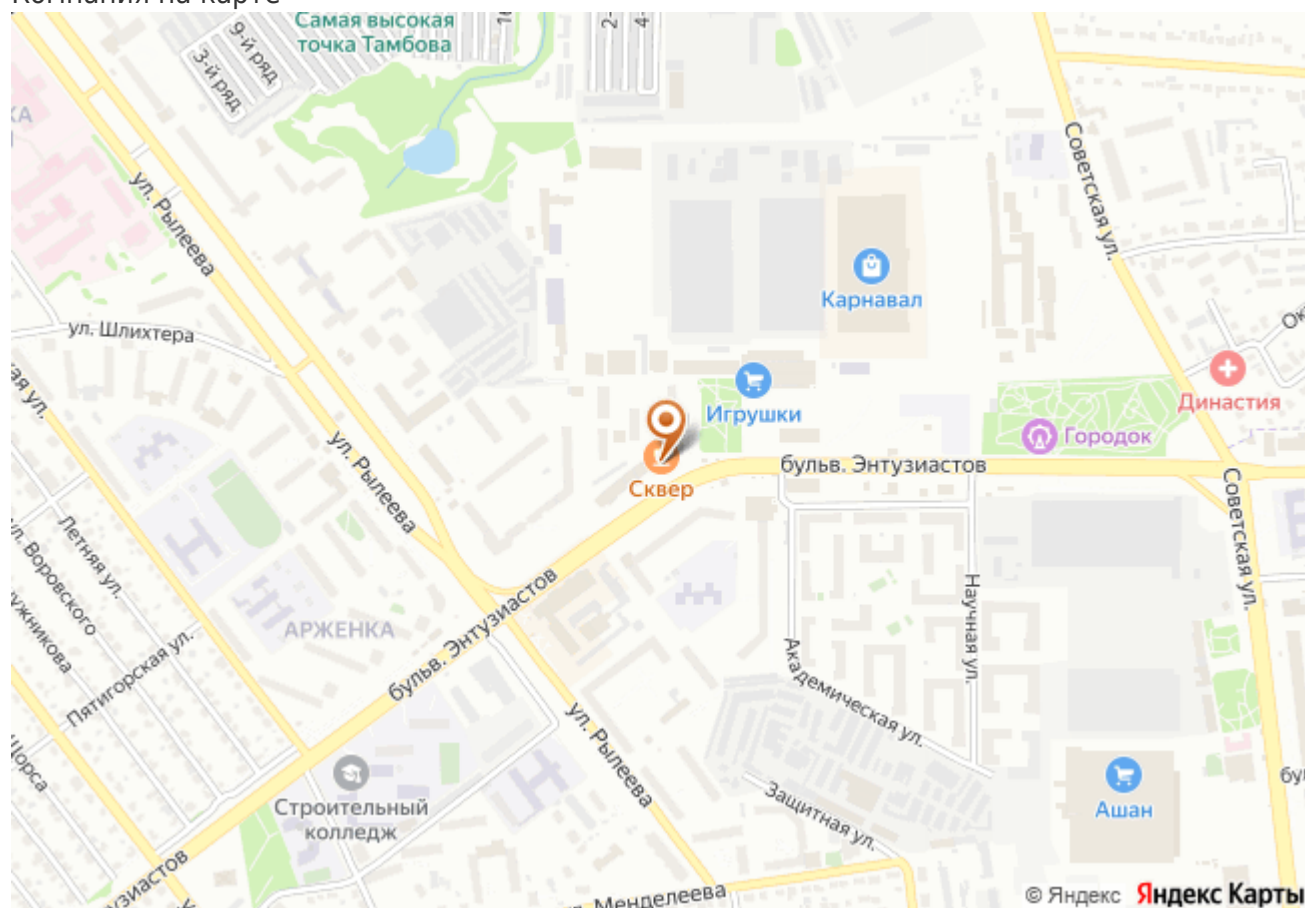 Компания на карте
Самая высокая
точка Тамбова
9-й ряд
3-й ряд
2-
4-
Советская ул.
ул. Рылеева
Карнавал
ул. Шлихтера
Игрушки
Династия
Городок
Сквер
бульв. Энтузиастов
ул. Рылеева
Советская ул.
Летняя ул.
ул. Воровского
АРЖЕНКА
Пятигорская ул.
бульв. Энтузиастов
Научная ул.
Академическая ул.
ул. Рылеева
Строительный
колледж
Защитная ул.
Ашан
Менделеева
© Яндекс Яндекс Карты